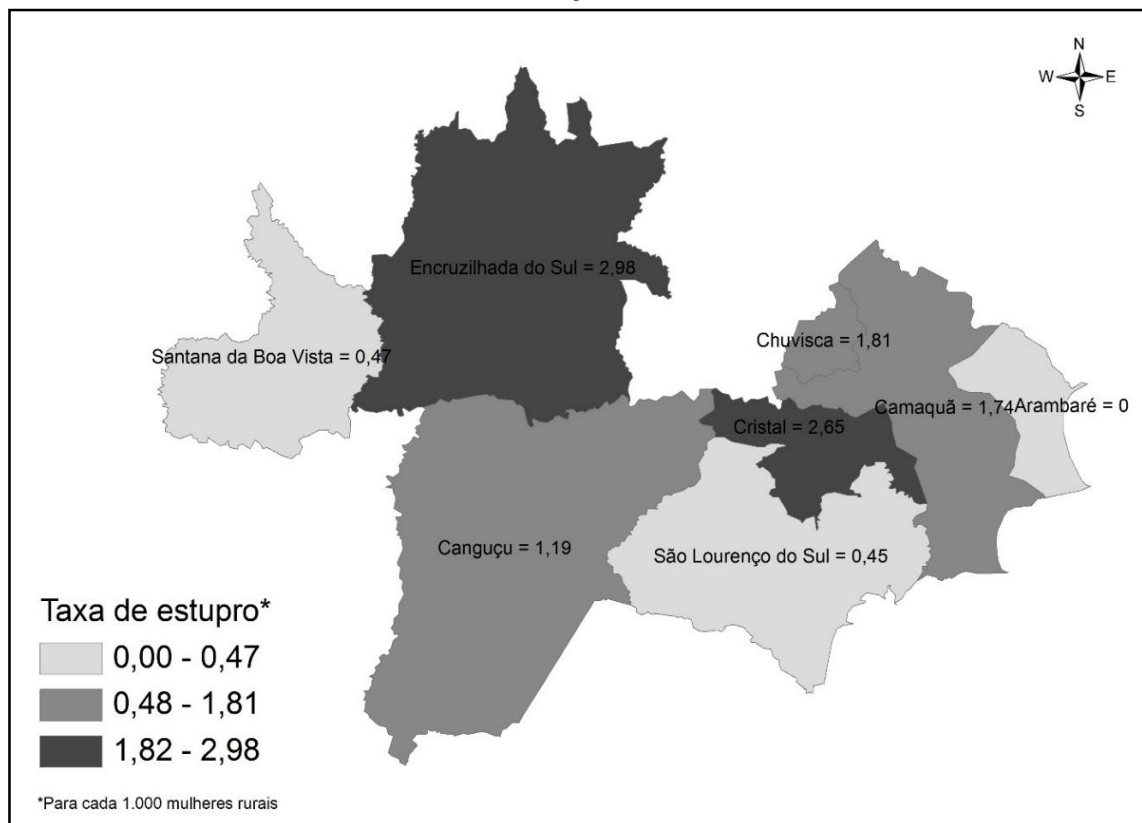 N
W E
S
Encruzilhada do Sul = 2,98
Santana da Boa Vista = 0,47
Chuvisca = 1,81
Camaquã = 1,74
Arambaré = 0
Cristal = 2,65
Canguçu = 1,19
São Lourenço do Sul = 0,45
Taxa de estupro*
0,00 - 0,47
0,48 - 1,81
1,82 - 2,98
*Para cada 1.000 mulheres rurais